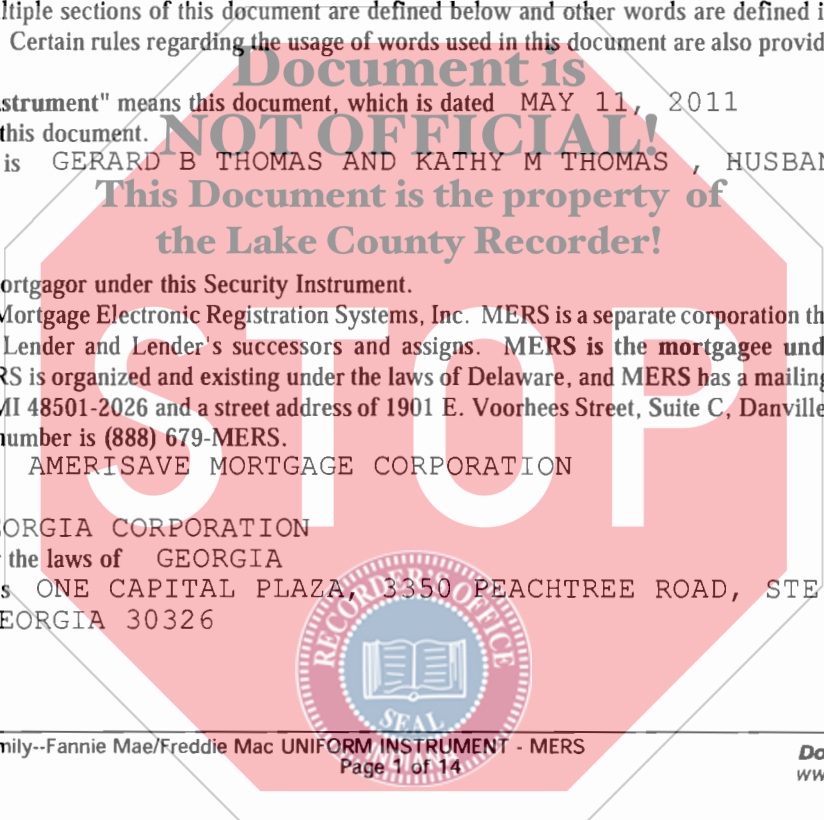 ltiple sections of this document are defined below and other words are defined i
Certain rules regarding the usage of words used in this document are also provid
Document is
strument" means this document, which is dated MAY 11, 2011
this document.
NOT OFFICIAL!
is GERARD B THOMAS AND KATHY M THOMAS , HUSBAN
This Document is the property of
the Lake County Recorder!
ortgagor under this Security Instrument.
Mortgage Electronic Registration Systems, Inc. MERS is a separate corporation th
Lender and Lender's successors and assigns. MERS is the mortgagee und
RS is organized and existing under the laws of Delaware, and MERS has a mailing
MI 48501-2026 and a street address of 1901 E. Voorhees Street, Suite C, Danville
number is (888) 679-MERS.
STOP
AMERISAVE MORTGAGE CORPORATION
EORGIA CORPORATION
the laws of GEORGIA
s ONE CAPITAL PLAZA, 3350 PEACHTREE ROAD, STE
EORGIA 30326
RECORDER'S OFFICE
SEAL
INDIANA
mily--Fannie Mae/Freddie Mac UNIFORM INSTRUMENT - MERS
Page 1 of 14
Do
ww